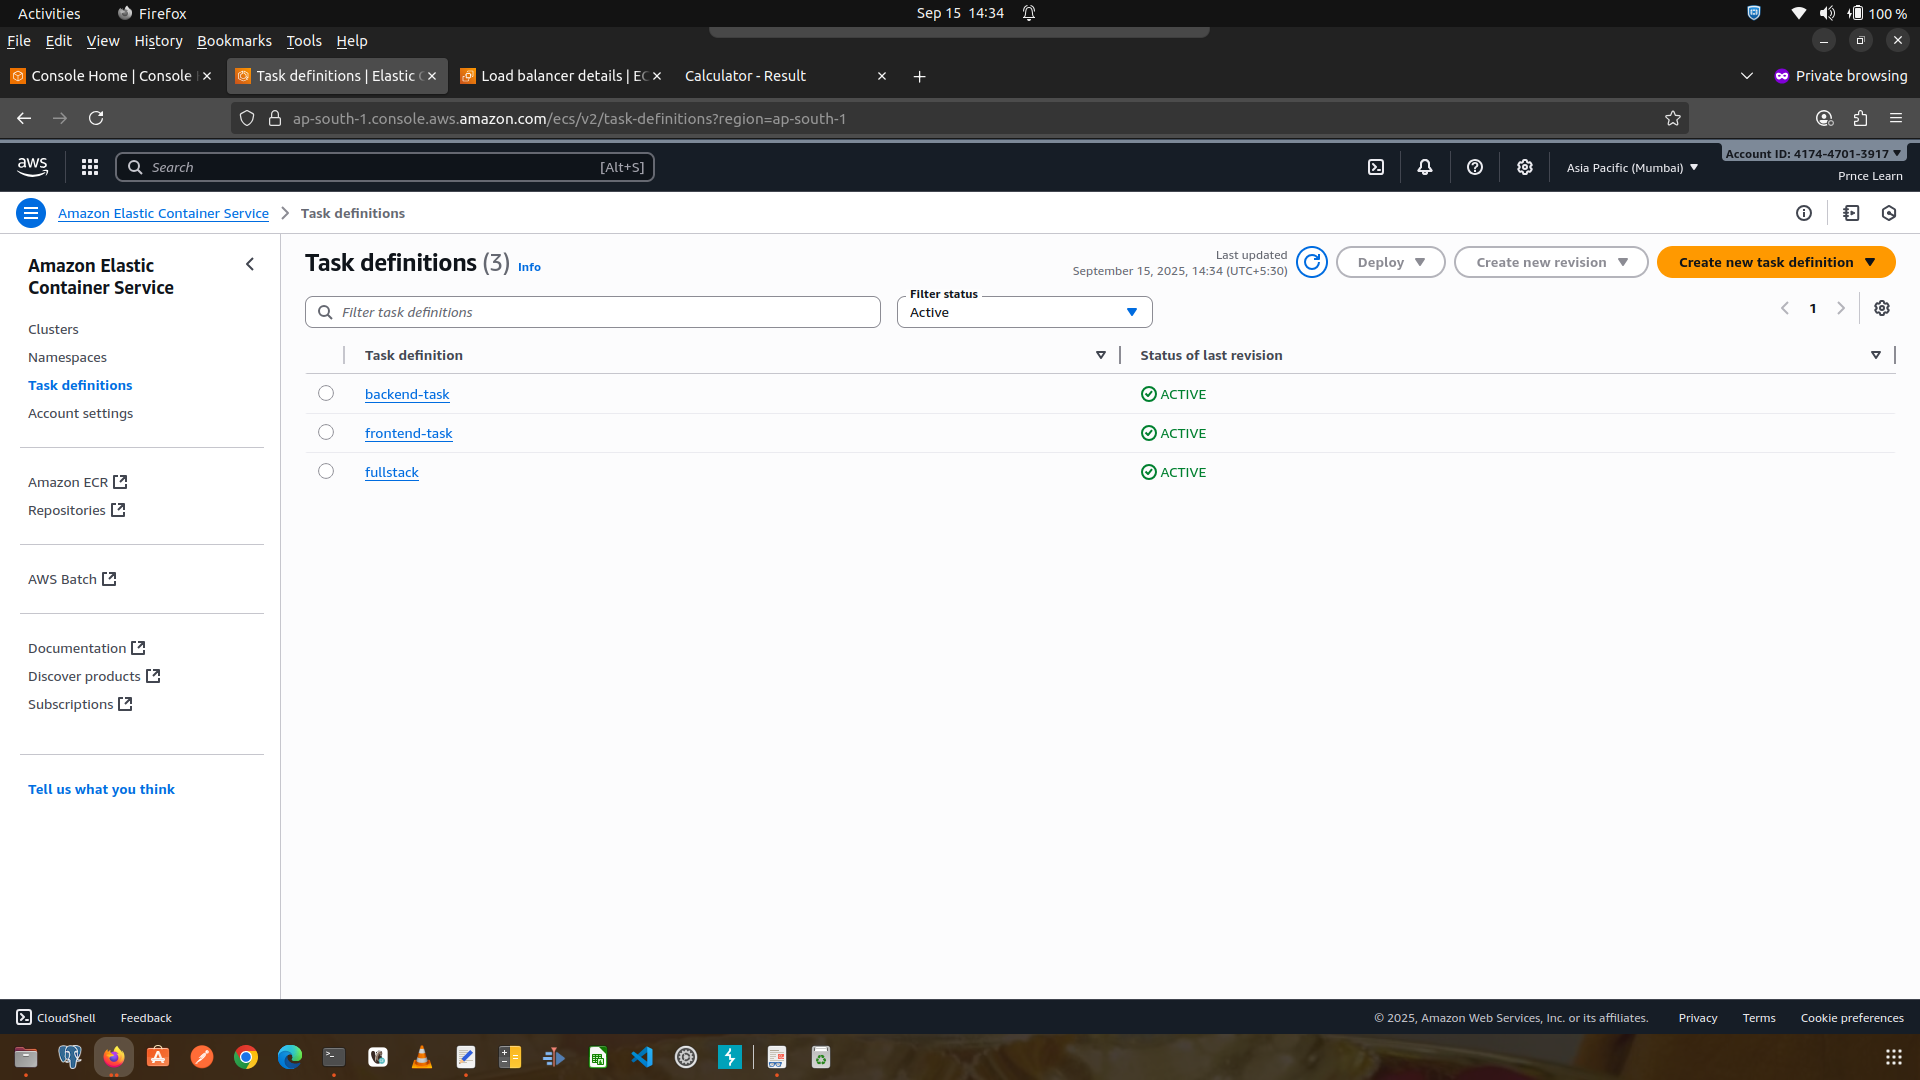 Activities
Firefox
Sep 15 14:34
100 %
File Edit View History Bookmarks Tools Help
Console Home | Console
Task definitions | Elastic
Load balancer details | EC
Calculator - Result
Private browsing
ap-south-1.console.aws.amazon.com/ecs/v2/task-definitions?region=ap-south-1
aws
Search
[Alt+S]
Asia Pacific (Mumbai)
Account ID: 4174-4701-3917
Prnce Learn
Amazon Elastic Container Service
Task definitions
Amazon Elastic
Container Service
Clusters
Namespaces
Task definitions
Account settings
Amazon ECR
Repositories
AWS Batch
Documentation
Discover products
Subscriptions
Tell us what you think
Task definitions (3) Info
Last updated
September 15, 2025, 14:34 (UTC+5:30)
Deploy
Create new revision
Create new task definition
Filter task definitions
Filter status
Active
1
Task definition
Status of last revision
backend-task
ACTIVE
frontend-task
ACTIVE
fullstack
ACTIVE
CloudShell
Feedback
© 2025, Amazon Web Services, Inc. or its affiliates.
Privacy
Terms
Cookie preferences